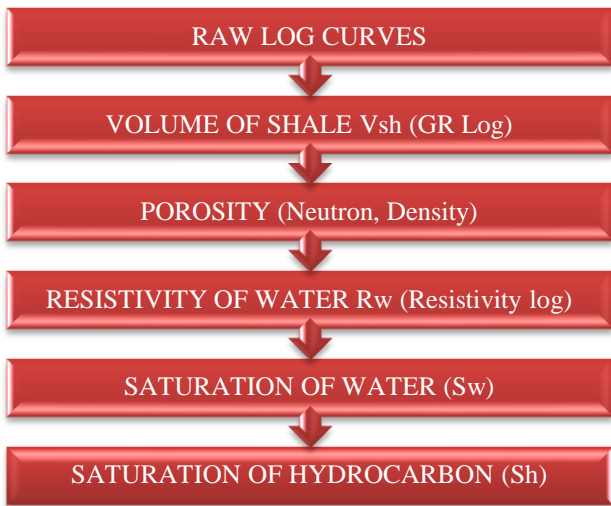 RAW LOG CURVES
VOLUME OF SHALE Vsh (GR Log)
POROSITY (Neutron, Density)
RESISTIVITY OF WATER Rw (Resistivity log)
SATURATION OF WATER (Sw)
SATURATION OF HYDROCARBON (Sh)